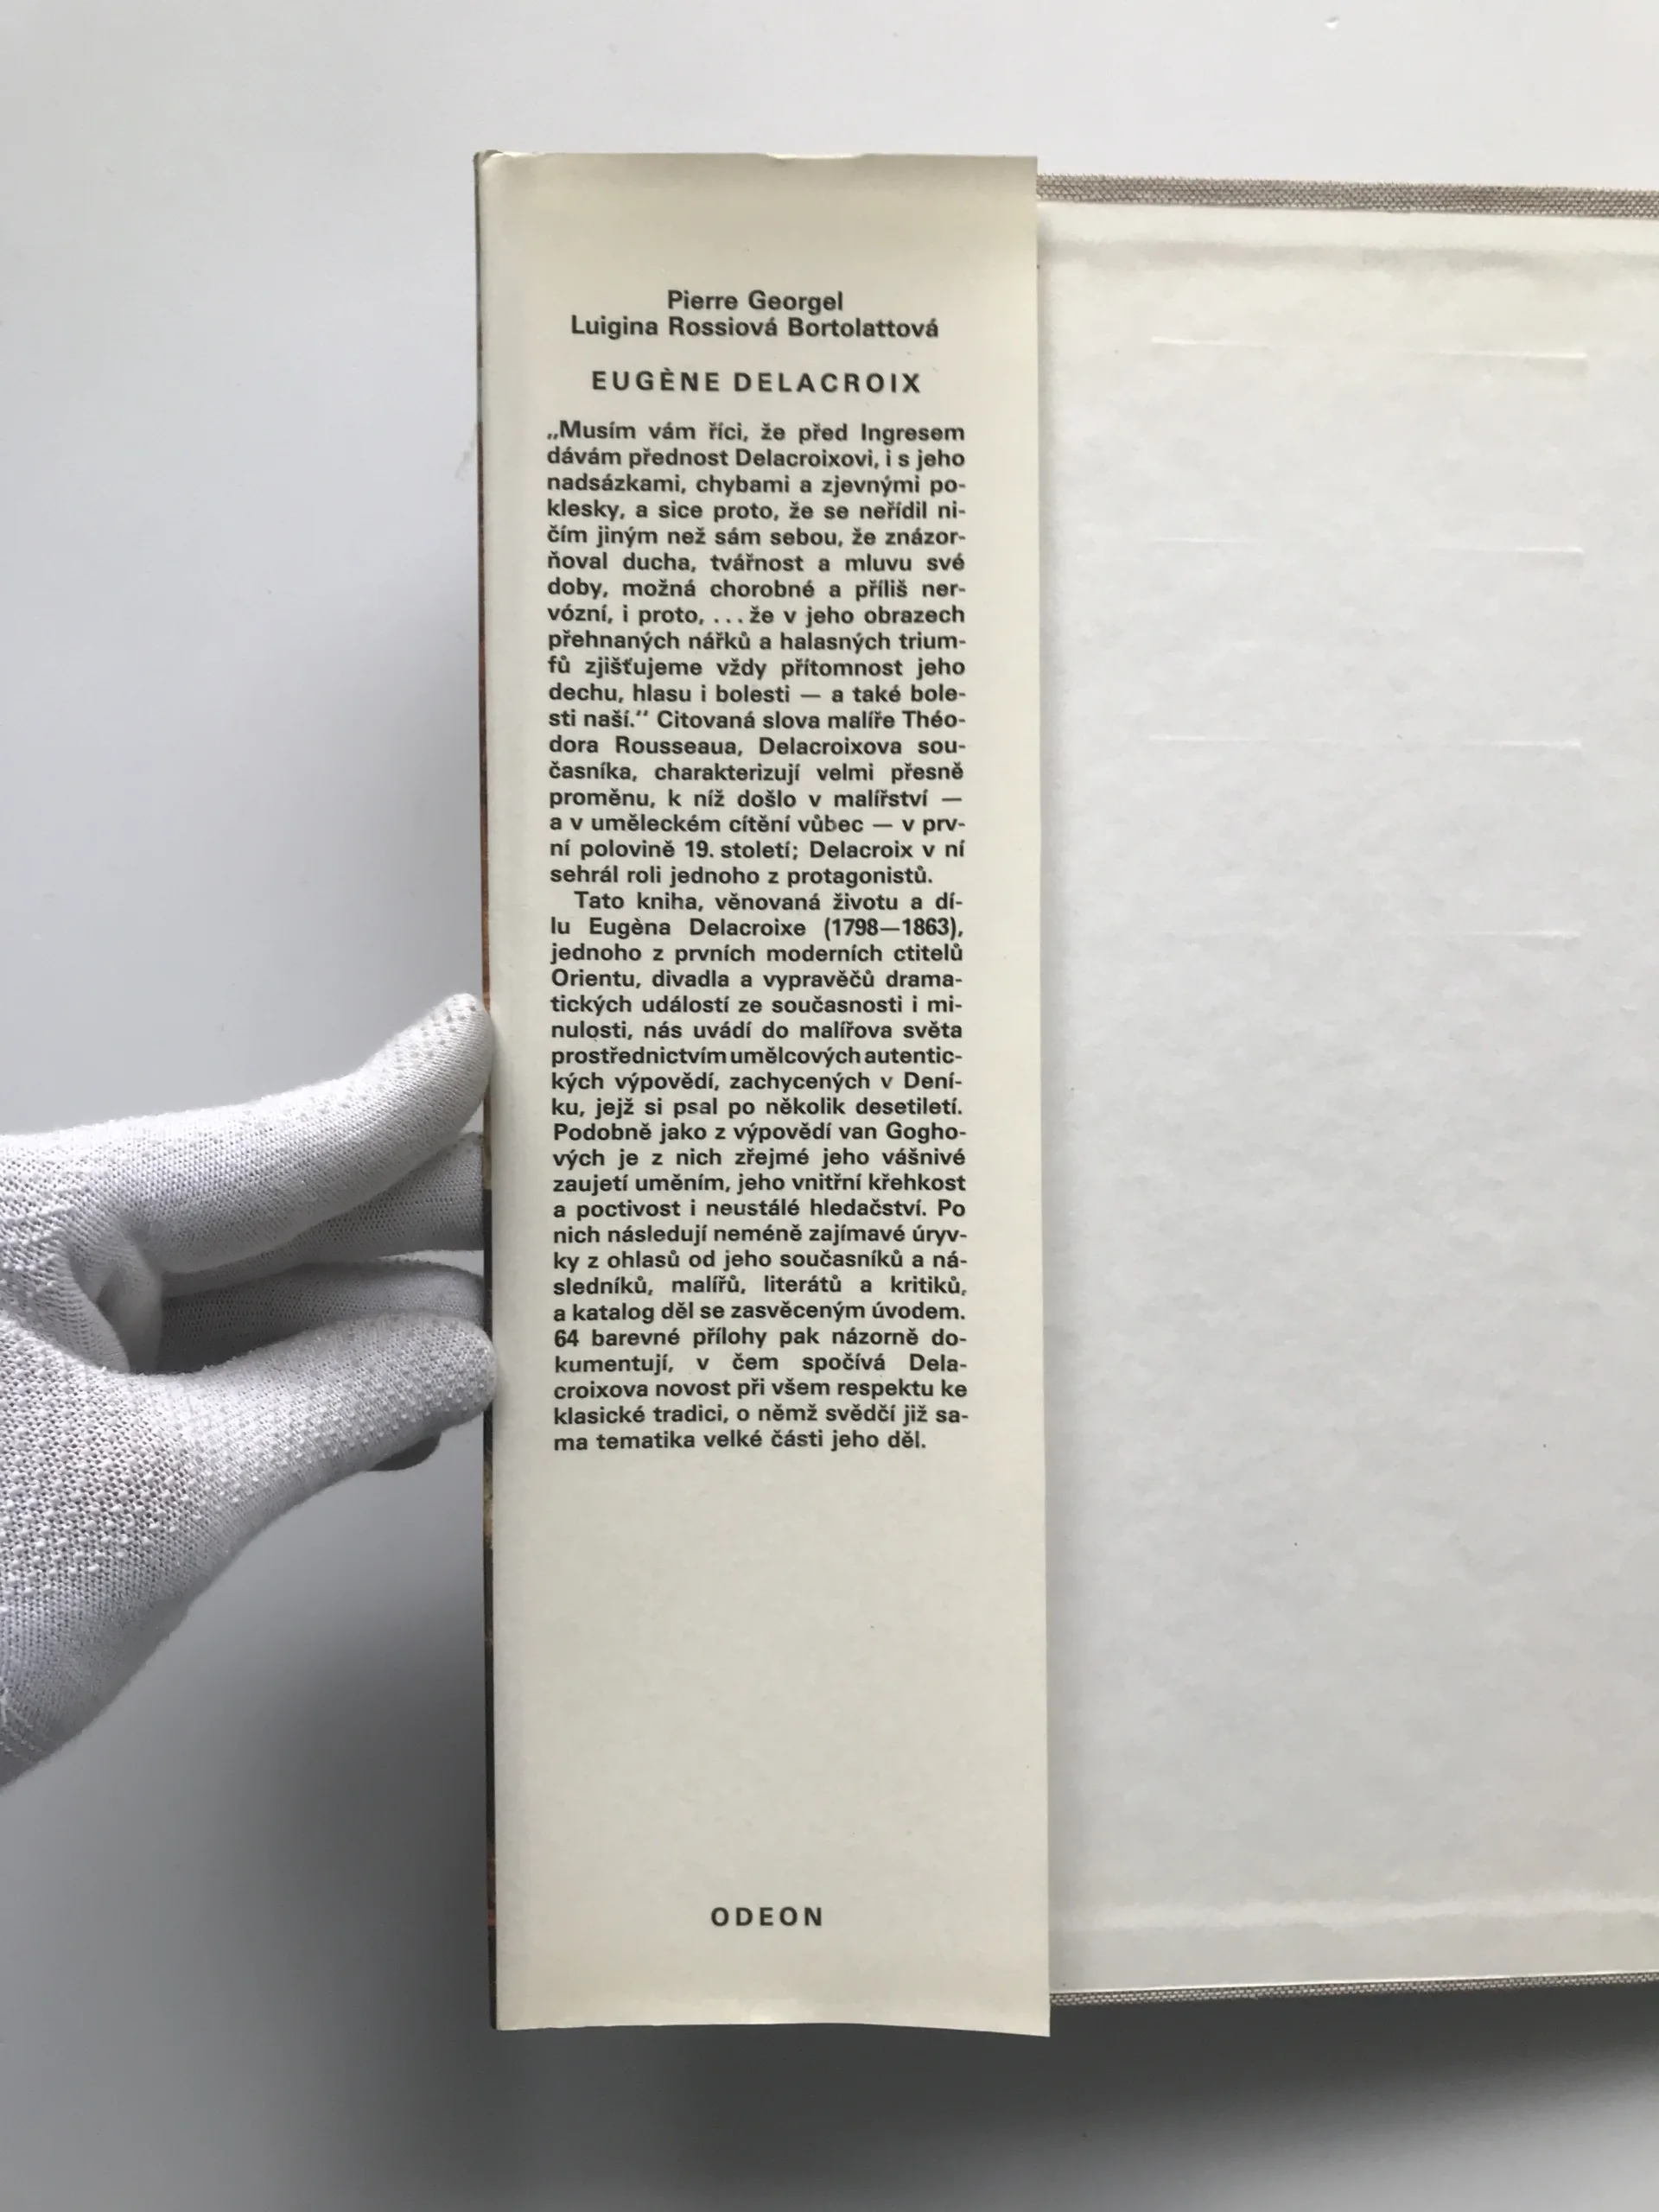 Pierre Georgel
Luigina Rossiová Bortolattová
EUGÈNE DELACROIX
„Musím vám říci, že před Ingresem
dávám přednost Delacroixovi, i s jeho
nadsázkami, chybami a zjevnými po-
klesky, a sice proto, že se neřídil ni-
čím jiným než sám sebou, že znázor-
ňoval ducha, tvářnost a mluvu své
doby, možná chorobné a příliš ner-
vózní, i proto, ...že v jeho obrazech
přehnaných nářků a halasných trium-
fů zjišťujeme vždy přítomnost jeho
dechu, hlasu i bolesti — a také bole-
sti naší.“ Citovaná slova malíře Théo-
dora Rousseaua, Delacroixova sou-
časníka, charakterizují velmi přesně
proměnu, k níž došlo v malířství —
a v uměleckém cítění vůbec — v prv-
ní polovině 19. století; Delacroix v ní
sehrál roli jednoho z protagonistů.
Tato kniha, věnovaná životu a dí-
lu Eugèna Delacroixe (1798—1863),
jednoho z prvních moderních ctitelů
Orientu, divadla a vypravěčů drama-
tických událostí ze současnosti i mi-
nulosti, nás uvádí do malířova světa
prostřednictvím umělcových autentic-
kých výpovědí, zachycených v Dení-
ku, jejž si psal po několik desetiletí.
Podobně jako z výpovědí van Gogho-
vých je z nich zřejmé jeho vášnivé
zaujetí uměním, jeho vnitřní křehkost
a poctivost i neustálé hledačství. Po
nich následují neméně zajímavé úryv-
ky z ohlasů od jeho současníků a ná-
sledníků, malířů, literátů a kritiků,
a katalog děl se zasvěceným úvodem.
64 barevné přílohy pak názorně do-
kumentují, v čem spočívá Dela-
croixova novost při všem respektu ke
klasické tradici, o němž svědčí již sa-
ma tematika velké části jeho děl.
ODEON